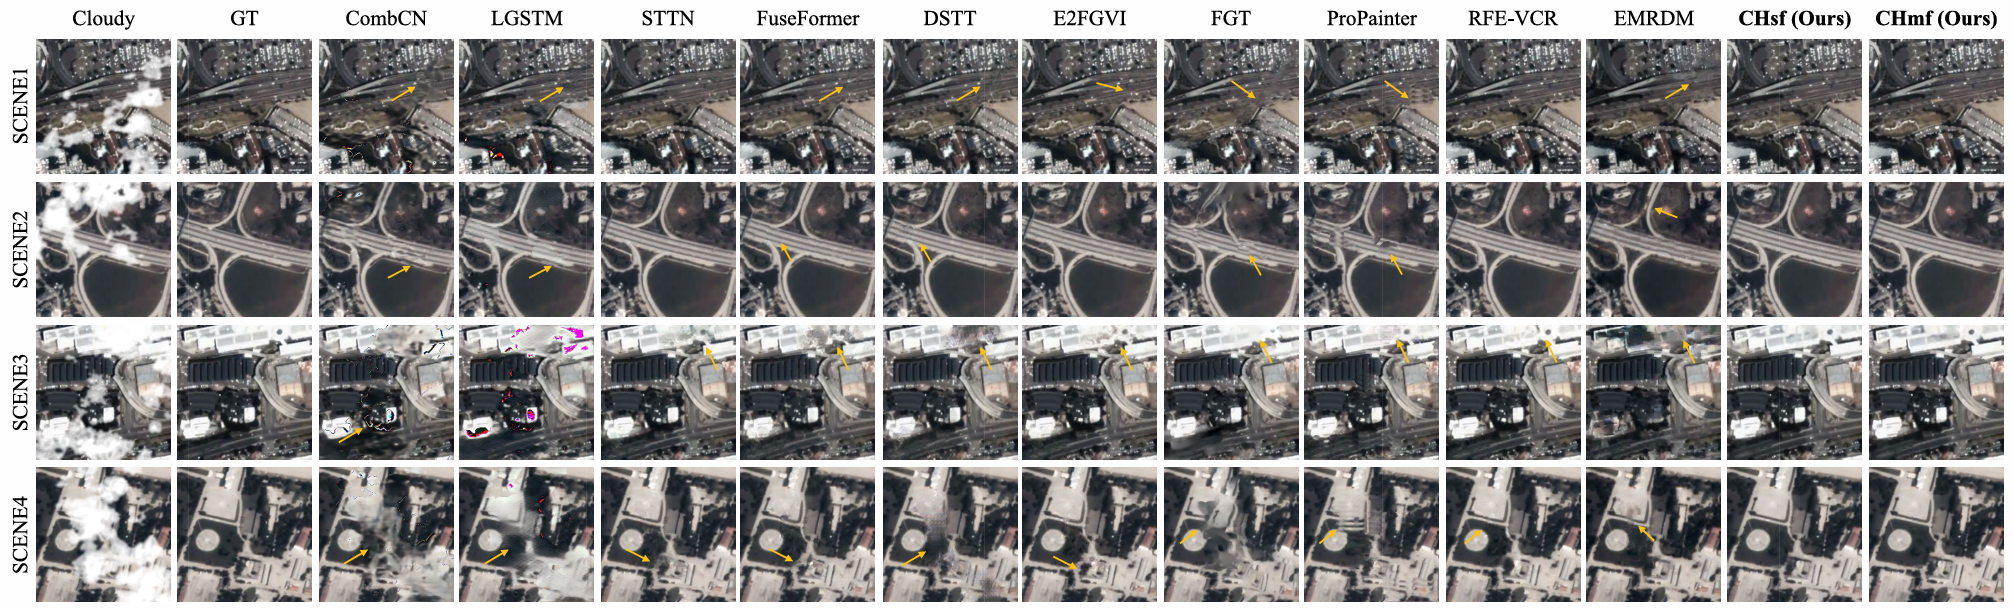 Cloudy GT CombCN LGSTM STTN FuseFormer DSTT E2FGVI FGT ProPainter RFE-VCR EMRDM CHsf (Ours) CHmf (Ours)
SCENE1
SCENE2
SCENE3
SCENE4